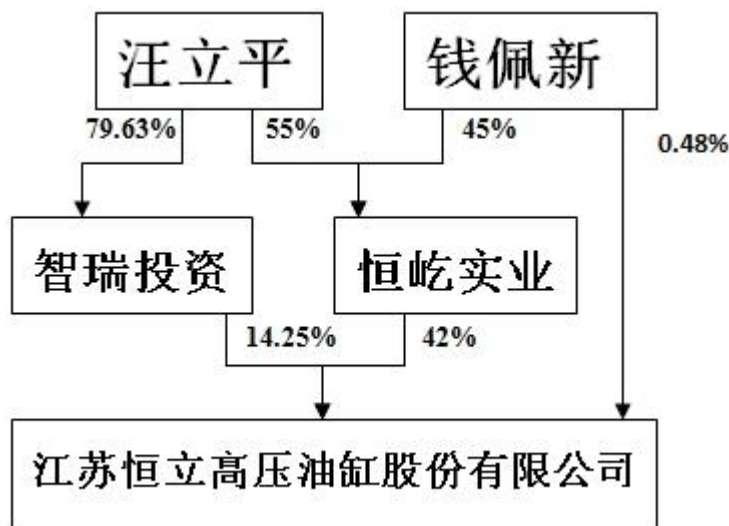 汪立平
钱佩新
79.63%
55%
45%
0.48%
智瑞投资
恒屹实业
14.25%
42%
江苏恒立高压油缸股份有限公司